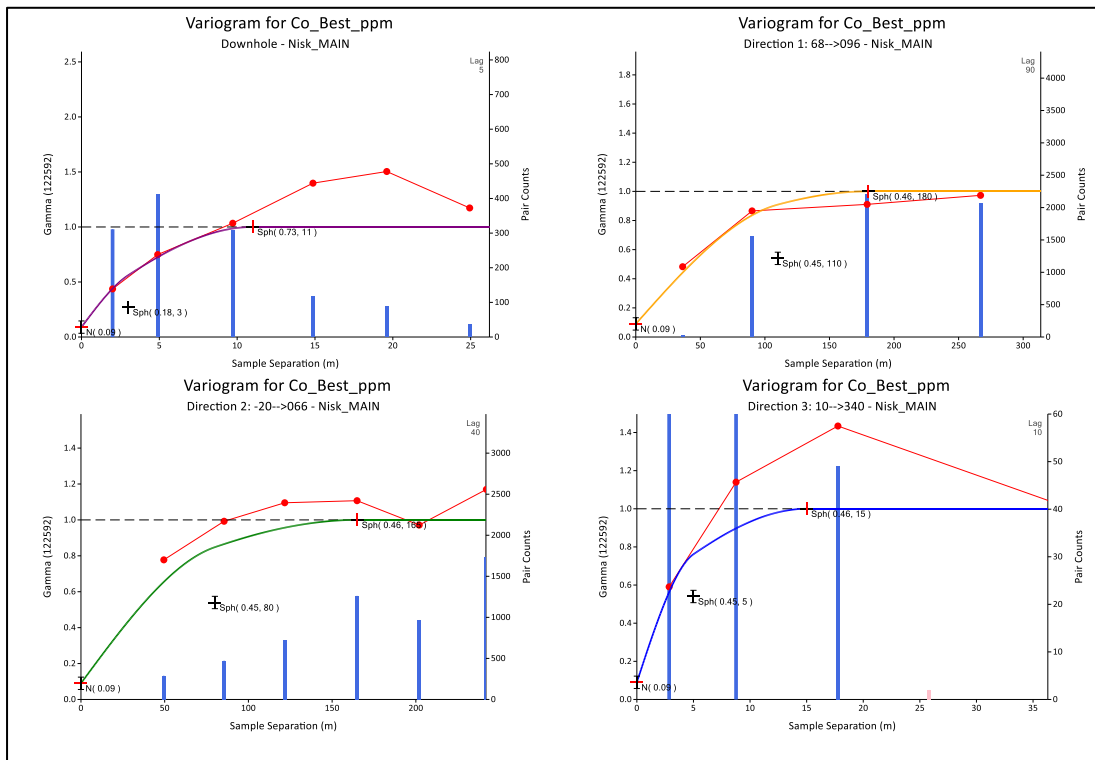 Variogram for Co_Best_ppm
Downhole - Nisk_MAIN
Lag
5
2.5
2.0
1.5
1.0
0.5
0.0
Gamma (122592)
800
700
600
500
400
300
200
100
0
Pair Counts
N( 0.09 )
Sph( 0.18, 3 )
Sph( 0.73, 11 )
0 5 10 15 20 25
Sample Separation (m)
Variogram for Co_Best_ppm
Direction 1: 68-->096 - Nisk_MAIN
Lag
90
1.8
1.6
1.4
1.2
1.0
0.8
0.6
0.4
0.2
0.0
Gamma (122592)
4000
3500
3000
2500
2000
1500
1000
500
0
Pair Counts
N( 0.09 )
Sph( 0.45, 110 )
Sph( 0.46, 180 )
0 50 100 150 200 250 300
Sample Separation (m)
Variogram for Co_Best_ppm
Direction 2: -20-->066 - Nisk_MAIN
Lag
40
1.4
1.2
1.0
0.8
0.6
0.4
0.2
0.0
Gamma (122592)
3000
2500
2000
1500
1000
500
0
Pair Counts
N( 0.09 )
Sph( 0.45, 80 )
Sph( 0.46,
0 50 100 150 200
Sample Separation (m)
Variogram for Co_Best_ppm
Direction 3: 10-->340 - Nisk_MAIN
Lag
10
1.4
1.2
1.0
0.8
0.6
0.4
0.2
0.0
Gamma (122592)
60
50
40
30
20
10
0
Pair Counts
N( 0.09 )
Sph( 0.45, 5 )
Sph( 0.46, 15 )
0 5 10 15 20 25 30 35
Sample Separation (m)